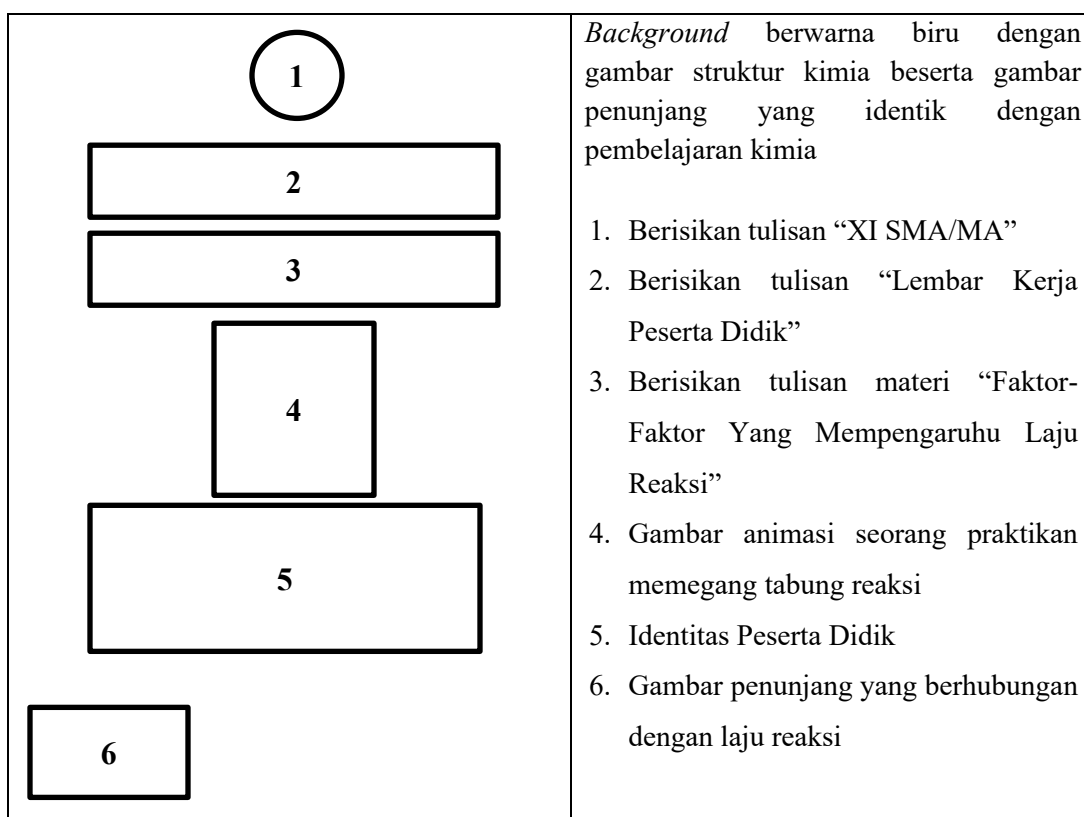 1
2
3
4
5
6
Background berwarna biru dengan
gambar struktur kimia beserta gambar
penunjang yang identik dengan
pembelajaran kimia
1. Berisikan tulisan “XI SMA/MA”
2. Berisikan tulisan “Lembar Kerja
Peserta Didik”
3. Berisikan tulisan materi “Faktor-
Faktor Yang Mempengaruhu Laju
Reaksi”
4. Gambar animasi seorang praktikan
memegang tabung reaksi
5. Identitas Peserta Didik
6. Gambar penunjang yang berhubungan
dengan laju reaksi